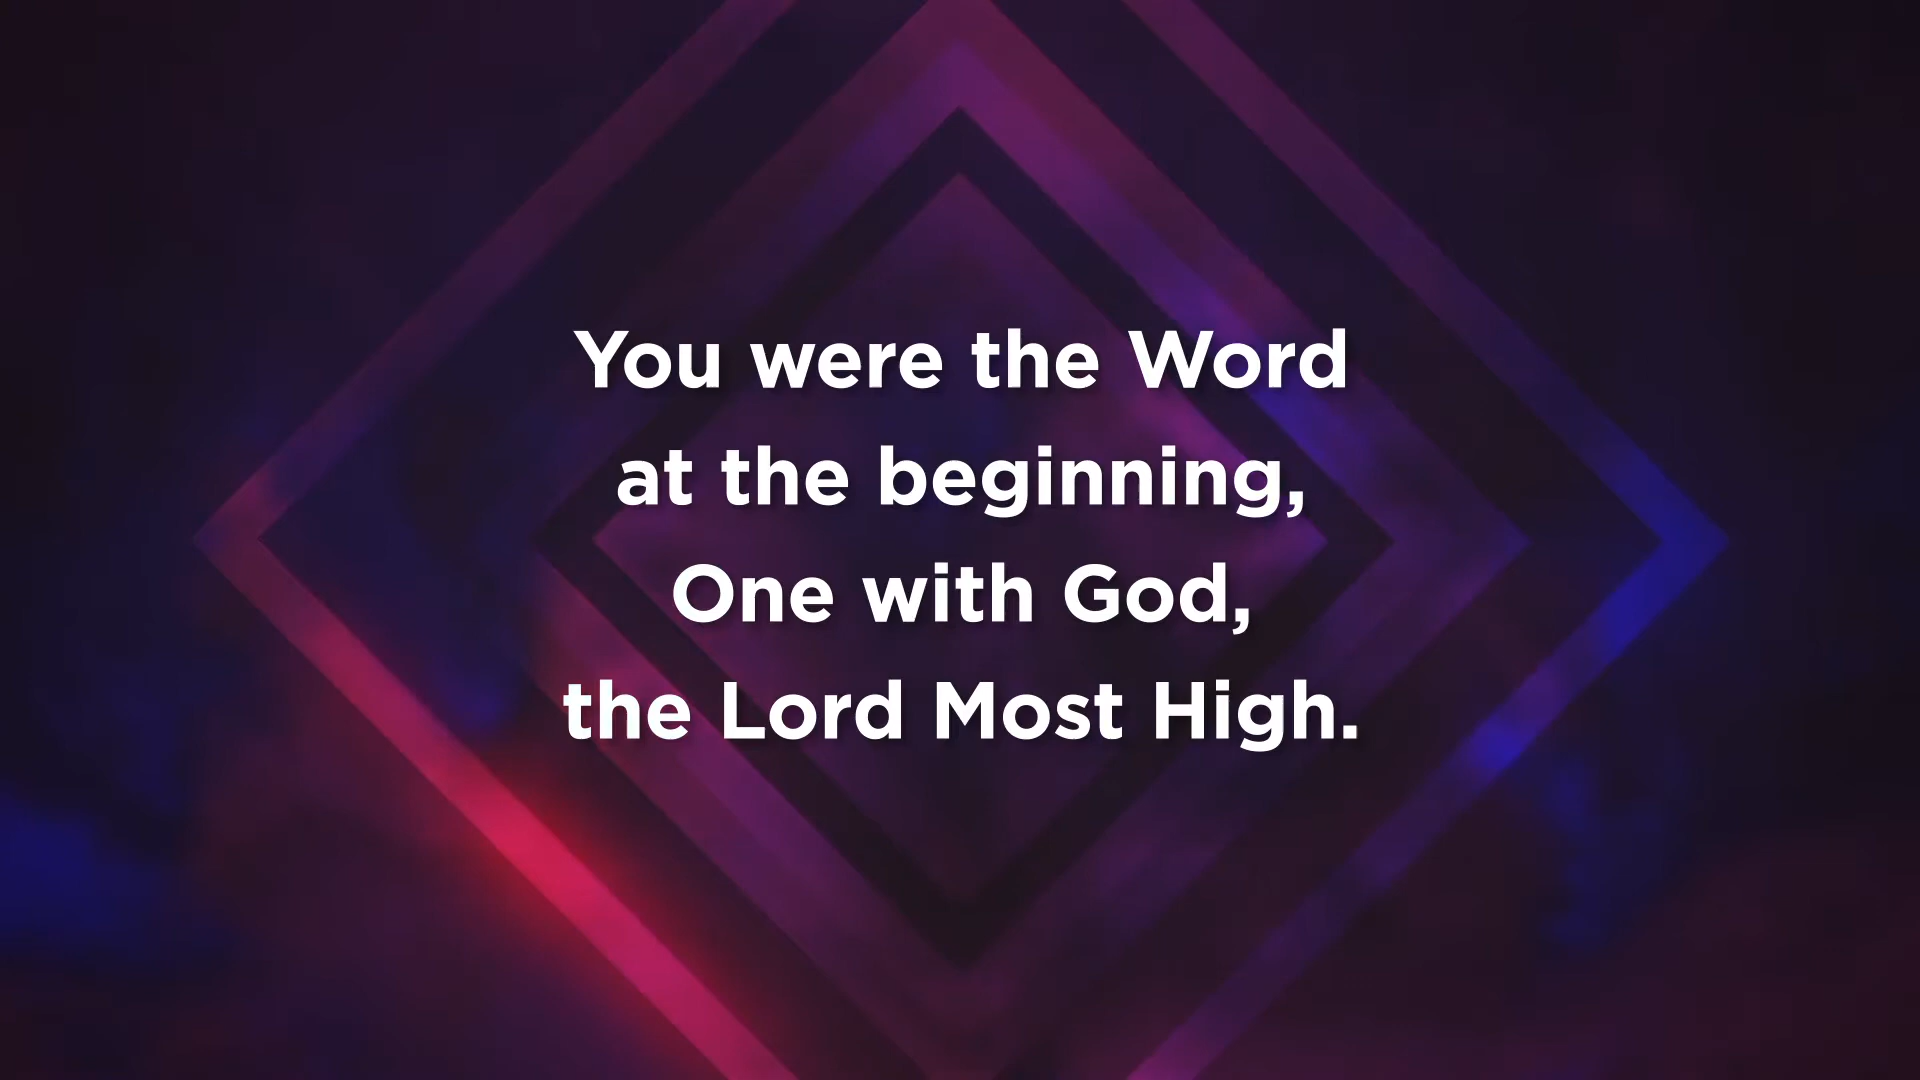 You were the Word
at the beginning,
One with God,
the Lord Most High.